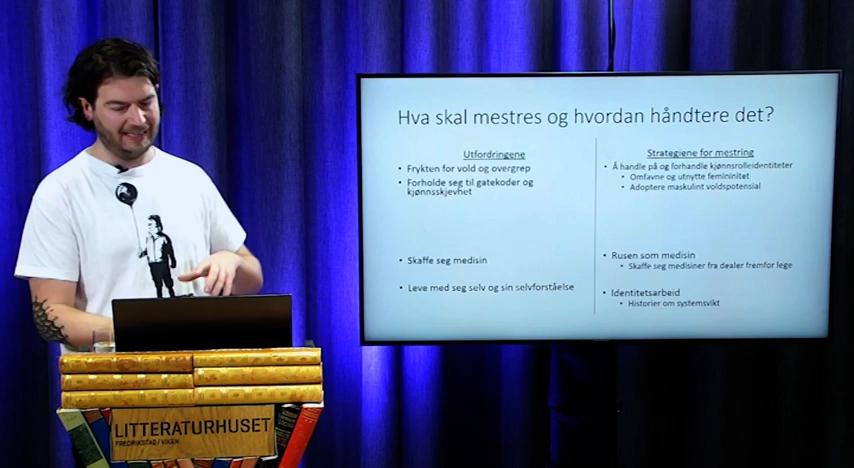 Hva skal mestres og hvordan håndtere det?
Utfordringene
• Frykten for vold og overgrep
• Forholde seg til gatekoder og
kjønnsskjevhet
• Skaffe seg medisin
• Leve med seg selv og sin selvforståelse
Strategiene for mestring
• Å handle på og forhandle kjønnsrolleidentiteter
• Omfavne og utnytte femininitet
• Adoptere maskulint voldspotensial
• Rusen som medisin
• Skaffe seg medisiner fra dealer fremfor lege
• Identitetsarbeid
• Historier om systemsvikt
LITTERATURHUSET
FREDRIKSTAD/VIKEN